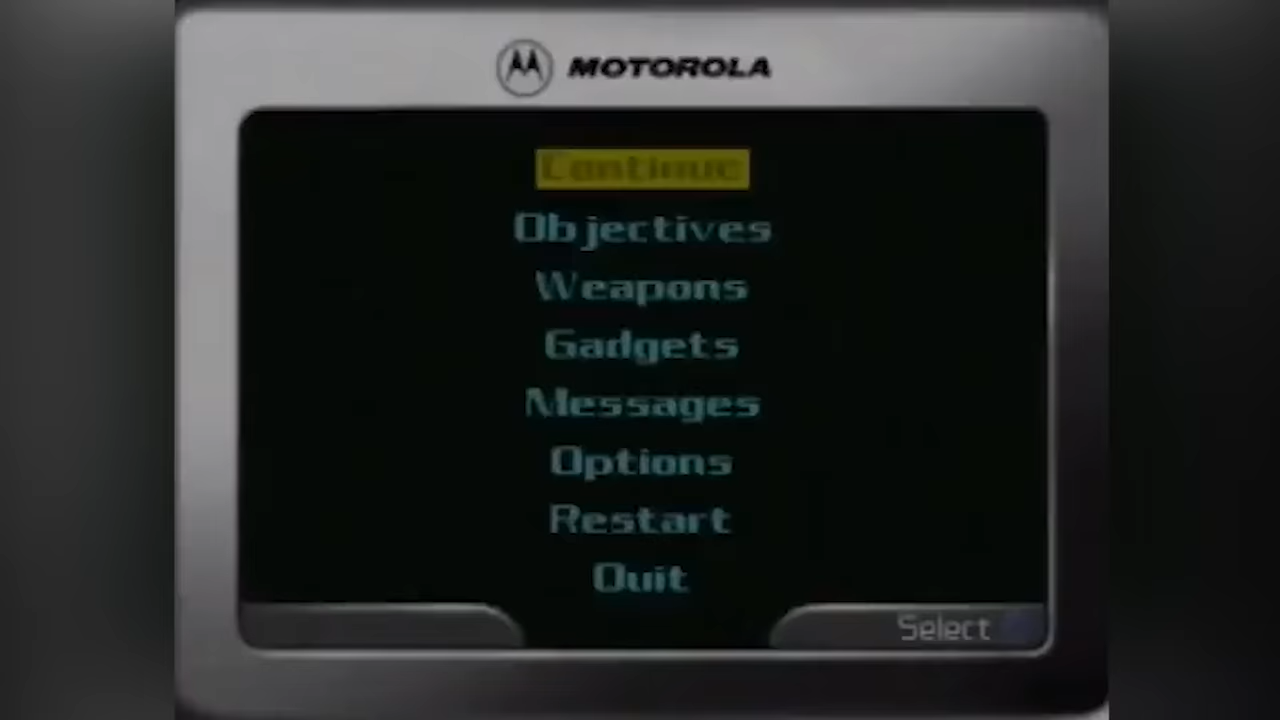 MOTOROLA
Continue
Objectives
Weapons
Gadgets
Messages
Options
Restart
Quit
Select